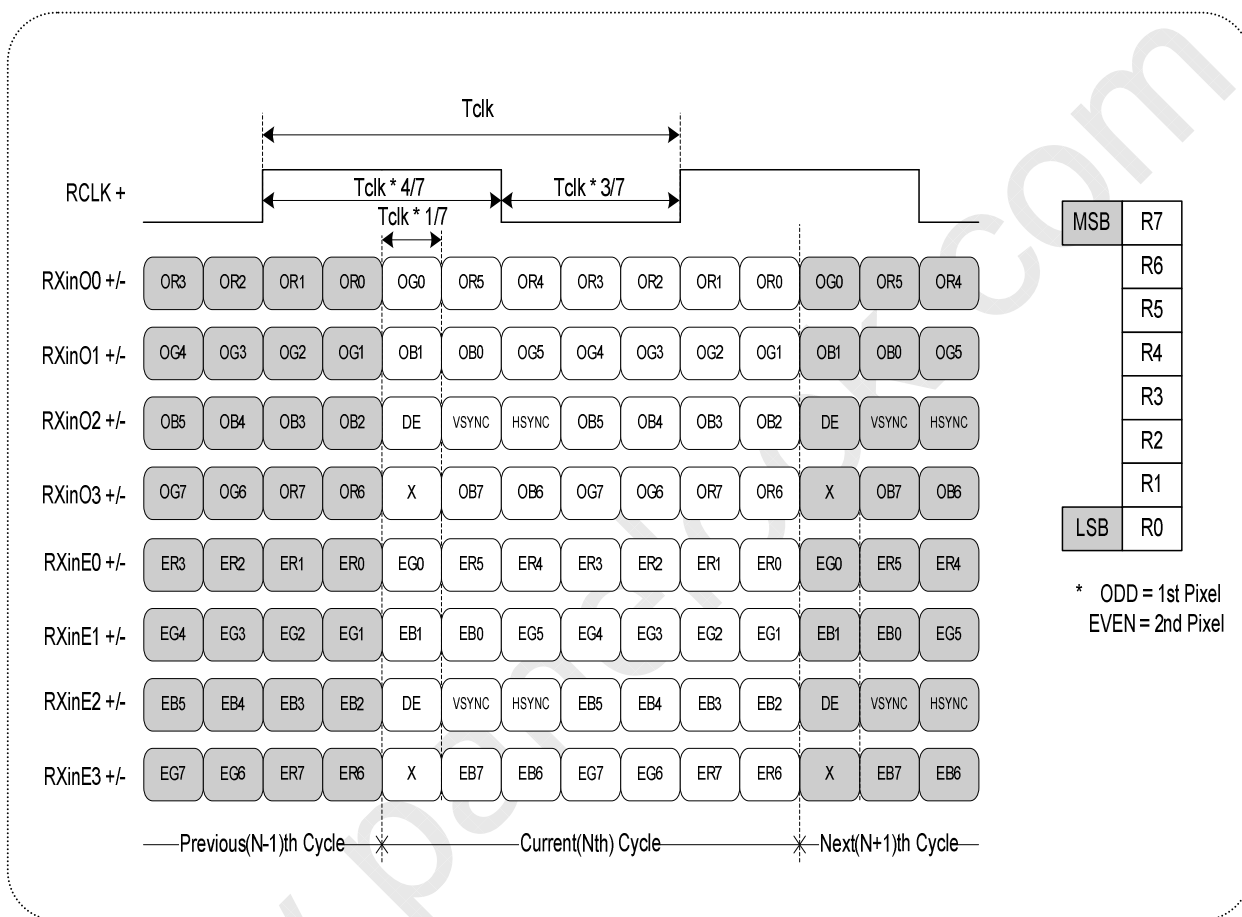 Tclk
RCLK +
Tclk * 4/7
Tclk * 3/7
Tclk * 1/7
RXinO0 +/- OR3 OR2 OR1 OR0 OG0 OR5 OR4 OR3 OR2 OR1 OR0 OG0 OR5 OR4
RXinO1 +/- OG4 OG3 OG2 OG1 OB1 OB0 OG5 OG4 OG3 OG2 OG1 OB1 OB0 OG5
RXinO2 +/- OB5 OB4 OB3 OB2 DE VSYNC HSYNC OB5 OB4 OB3 OB2 DE VSYNC HSYNC
RXinO3 +/- OG7 OG6 OR7 OR6 X OB7 OB6 OG7 OG6 OR7 OR6 X OB7 OB6
RXinE0 +/- ER3 ER2 ER1 ER0 EG0 ER5 ER4 ER3 ER2 ER1 ER0 EG0 ER5 ER4
RXinE1 +/- EG4 EG3 EG2 EG1 EB1 EB0 EG5 EG4 EG3 EG2 EG1 EB1 EB0 EG5
RXinE2 +/- EB5 EB4 EB3 EB2 DE VSYNC HSYNC EB5 EB4 EB3 EB2 DE VSYNC HSYNC
RXinE3 +/- EG7 EG6 ER7 ER6 X EB7 EB6 EG7 EG6 ER7 ER6 X EB7 EB6
Previous(N-1)th Cycle Current(Nth) Cycle Next(N+1)th Cycle
MSB R7
R6
R5
R4
R3
R2
R1
LSB R0
* ODD = 1st Pixel
EVEN = 2nd Pixel